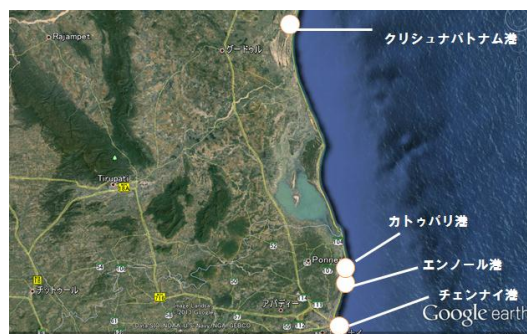 クリシュナパトナム港
Rajampet
グードゥル
Tirupati
カトゥパリ港
Ponneri
エンノール港
チットゥール
アバディー
チェンナイ港
Google earth